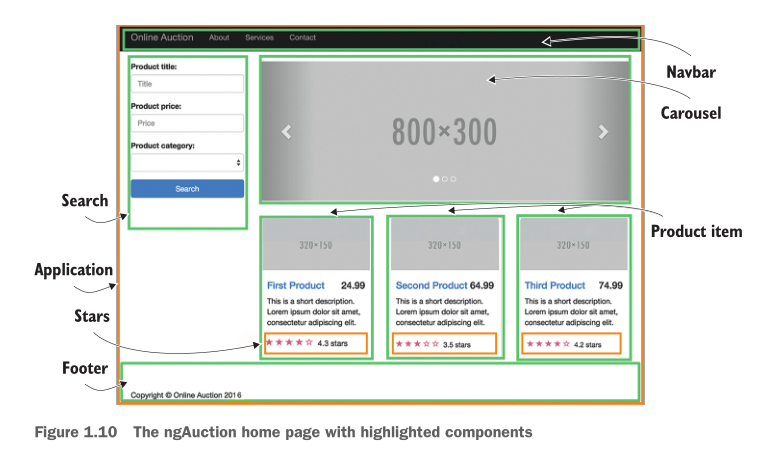 Online Auction About Services Contact
Navbar
Product title:
Title
Product price:
Price
Product category:
Search
800×300
Carousel
Search
Product item
Application
Stars
Footer
320×150
First Product 24.99
This is a short description.
Lorem ipsum dolor sit amet,
consectetur adipiscing elit.
4.3 stars
320×150
Second Product 64.99
This is a short description.
Lorem ipsum dolor sit amet,
consectetur adipiscing elit.
3.5 stars
320×150
Third Product 74.99
This is a short description.
Lorem ipsum dolor sit amet,
consectetur adipiscing elit.
4.2 stars
Copyright © Online Auction 2016
Figure 1.10 The ngAuction home page with highlighted components